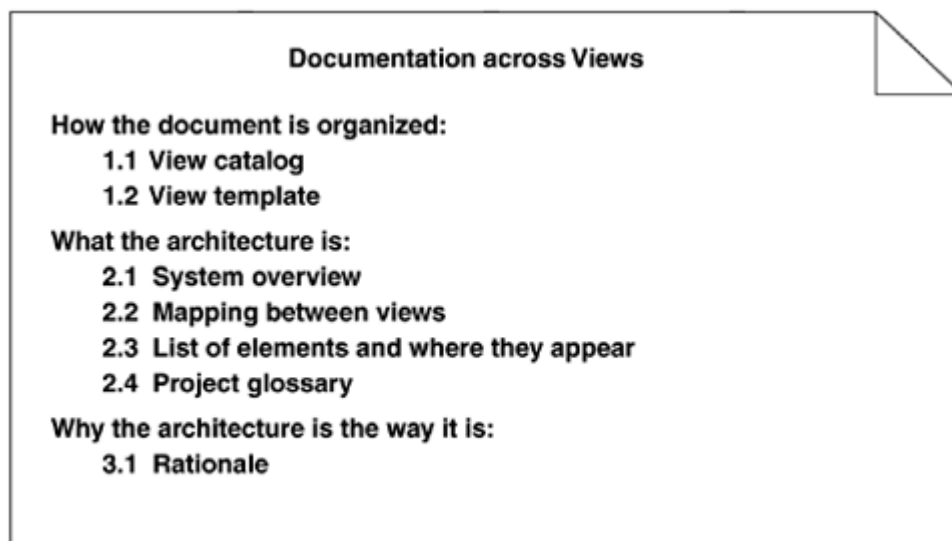 Documentation across Views
How the document is organized:
1.1 View catalog
1.2 View template
What the architecture is:
2.1 System overview
2.2 Mapping between views
2.3 List of elements and where they appear
2.4 Project glossary
Why the architecture is the way it is:
3.1 Rationale